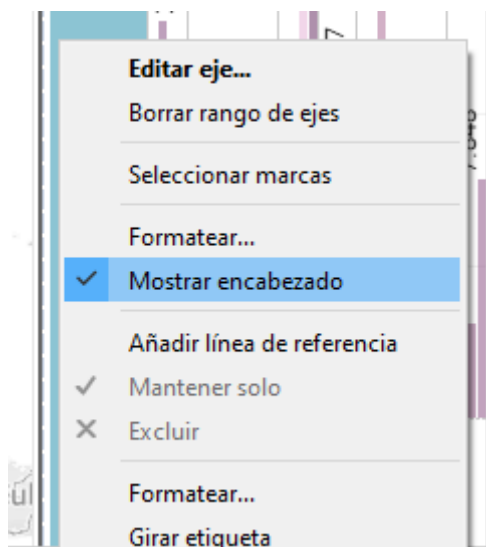 Editar eje...
Borrar rango de ejes
Seleccionar marcas
Formatear...
Mostrar encabezado
Añadir línea de referencia
Mantener solo
Excluir
Formatear...
Girar etiqueta